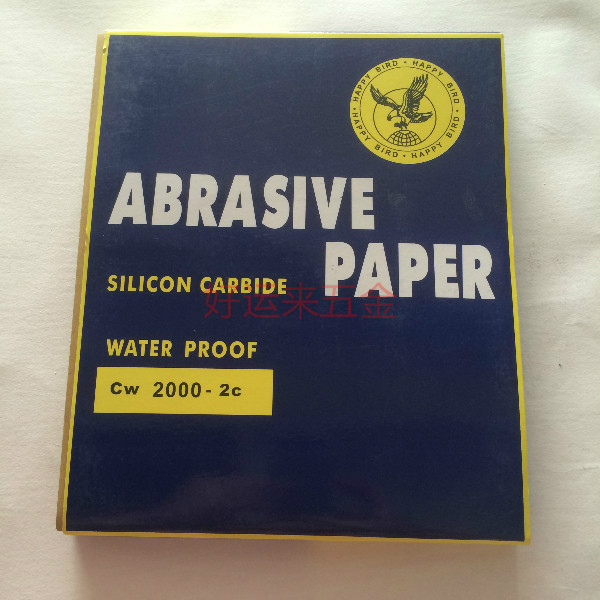 HAPPY BIRD • HAPPY BIRD • HAPPY BIRD • HAPPY BIRD •
ABRASIVE
PAPER
SILICON CARBIDE
好运来五金
WATER PROOF
Cw 2000 - 2c